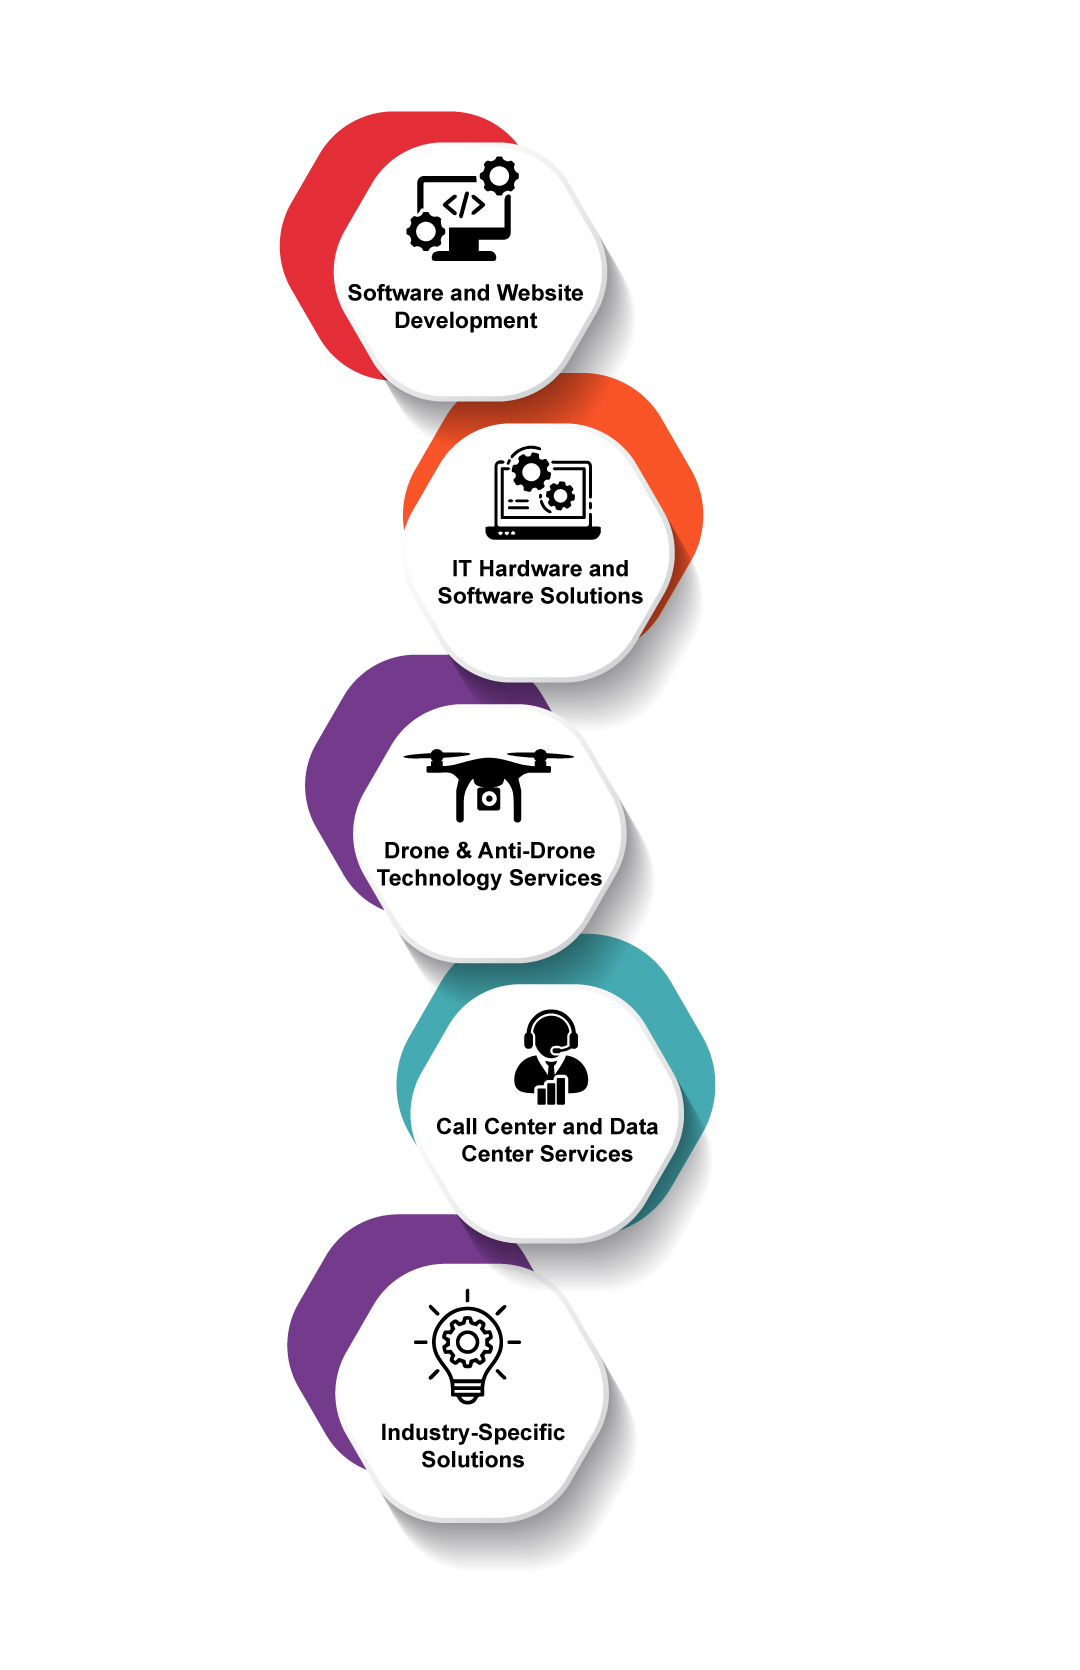 Software and Website
Development
IT Hardware and
Software Solutions
Drone & Anti-Drone
Technology Services
Call Center and Data
Center Services
Industry-Specific
Solutions